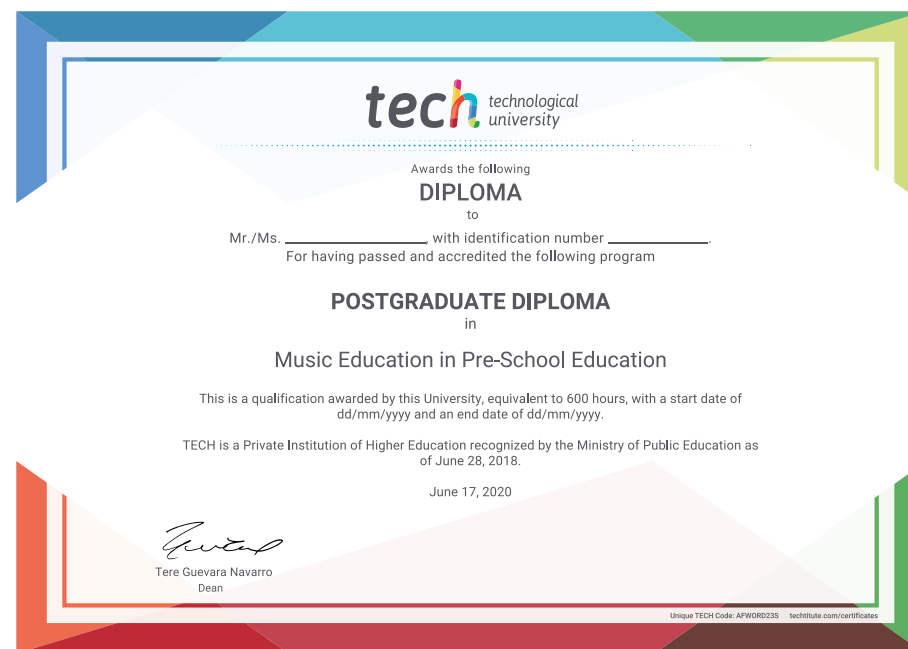 tech technological
university
Awards the following
DIPLOMA
to
Mr./Ms. ____________________, with identification number ______________.
For having passed and accredited the following program
POSTGRADUATE DIPLOMA
in
Music Education in Pre-School Education
This is a qualification awarded by this University, equivalent to 600 hours, with a start date of
dd/mm/yyyy and an end date of dd/mm/yyyy.
TECH is a Private Institution of Higher Education recognized by the Ministry of Public Education as
of June 28, 2018.
June 17, 2020
Tere Guevara Navarro
Dean
Unique TECH Code: AFWORD23S techtitute.com/certificates